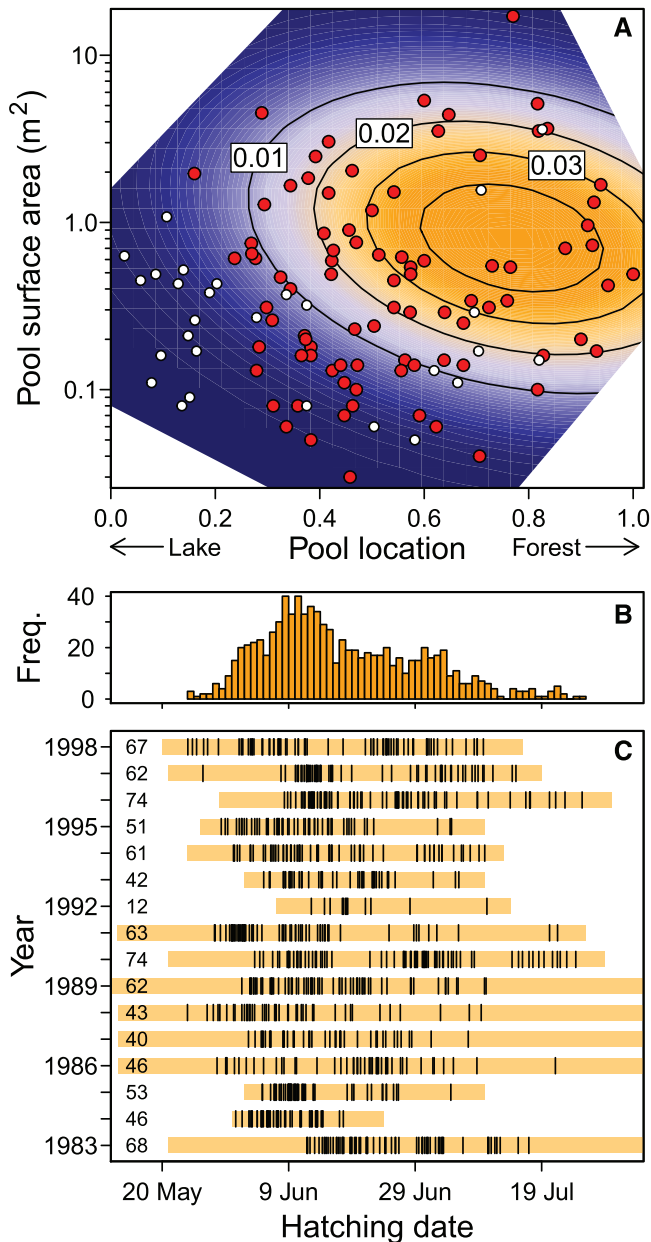 A
Pool surface area (m²)
10
1.0
0.1
0.01
0.02
0.03
0.0 0.2 0.4 0.6 0.8 1.0
← Lake Pool location Forest →
B
Freq.
40
20
0
C
Year
1998 67
62
74
1995 51
61
42
1992 12
63
74
1989 62
43
40
1986 46
53
46
1983 68
20 May 9 Jun 29 Jun 19 Jul
Hatching date